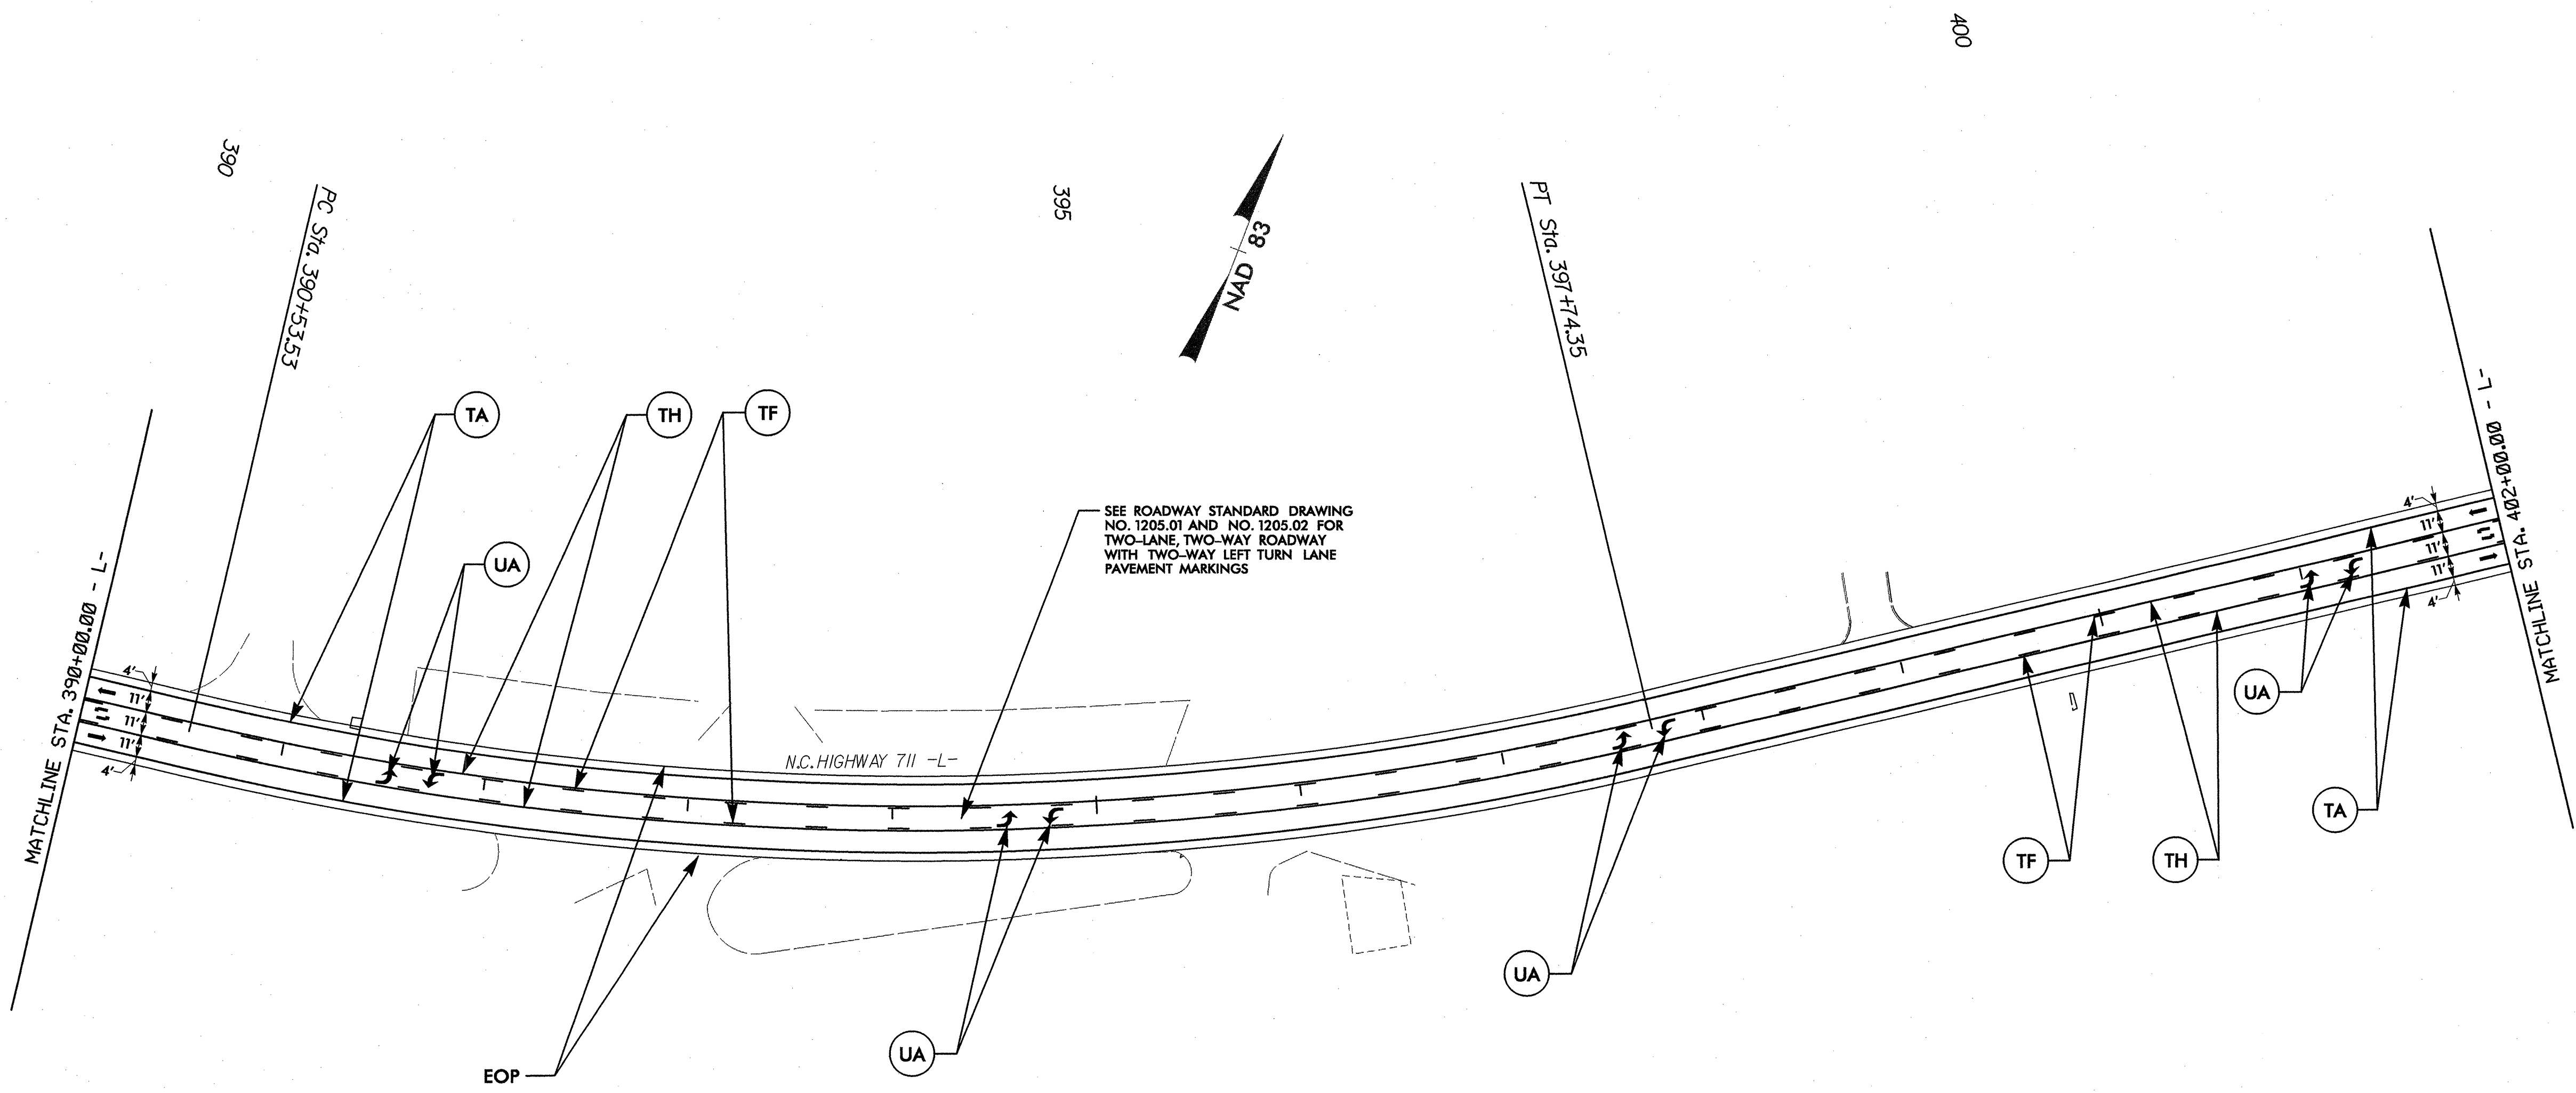 400
390
395
PC Sta. 390+53.53
PT Sta. 397+74.35
NAD 83
TA
TH
TF
UA
SEE ROADWAY STANDARD DRAWING
NO. 1205.01 AND NO. 1205.02 FOR
TWO-LANE, TWO-WAY ROADWAY
WITH TWO-WAY LEFT TURN LANE
PAVEMENT MARKINGS
MATCHLINE STA. 390+00.00 - L-
4'
11'
11'
11'
4'
N.C. HIGHWAY 711 -L-
MATCHLINE STA. 402+00.00 - L-
4'
11'
11'
11'
4'
UA
TA
TF
TH
UA
UA
EOP